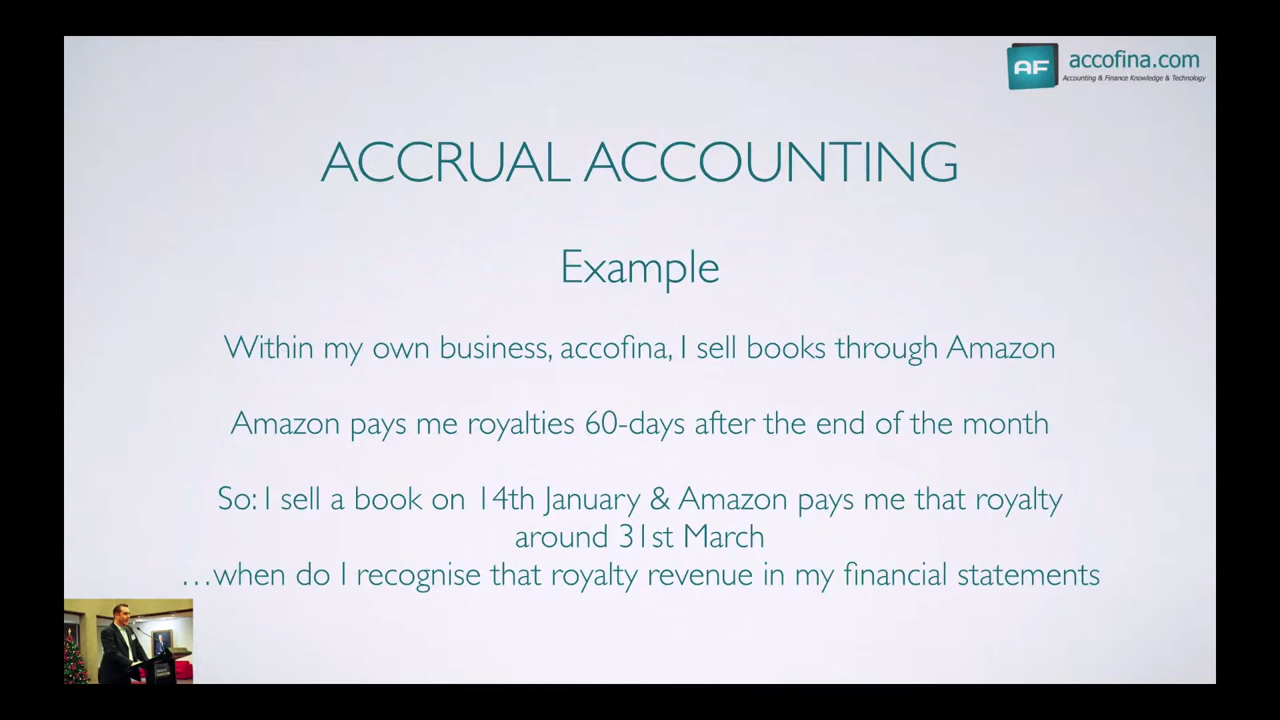 AF accofina.com
Accounting & Finance Knowledge & Technology
ACCRUAL ACCOUNTING
Example
Within my own business, accofina, I sell books through Amazon
Amazon pays me royalties 60-days after the end of the month
So: I sell a book on 14th January & Amazon pays me that royalty
around 31st March
…when do I recognise that royalty revenue in my financial statements